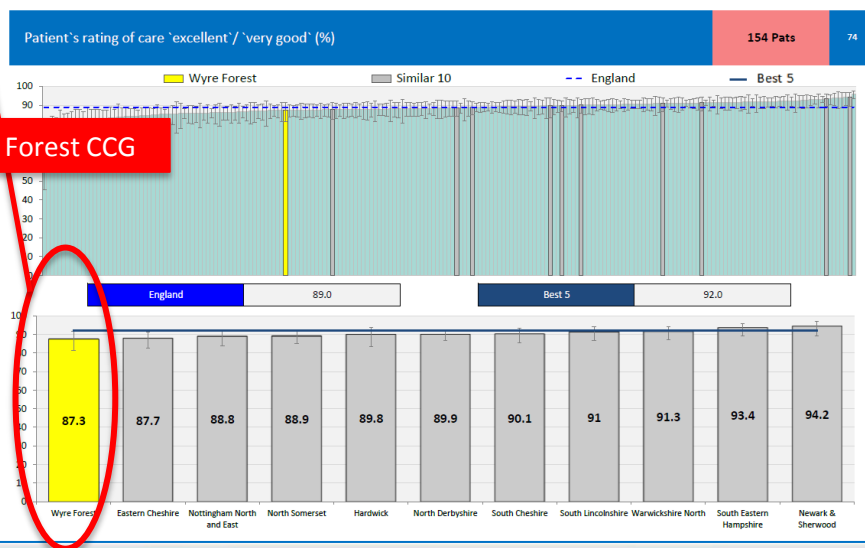 Patient`s rating of care `excellent`/ `very good` (%)
154 Pats
74
Wyre Forest
Similar 10
England
Best 5
100
90
Forest CCG
50
40
30
20
10
England
89.0
Best 5
92.0
87.3
87.7
88.8
88.9
89.8
89.9
90.1
91
91.3
93.4
94.2
Wyre Forest
Eastern Cheshire
Nottingham North
and East
North Somerset
Hardwick
North Derbyshire
South Cheshire
South Lincolnshire
Warwickshire North
South Eastern
Hampshire
Newark &
Sherwood